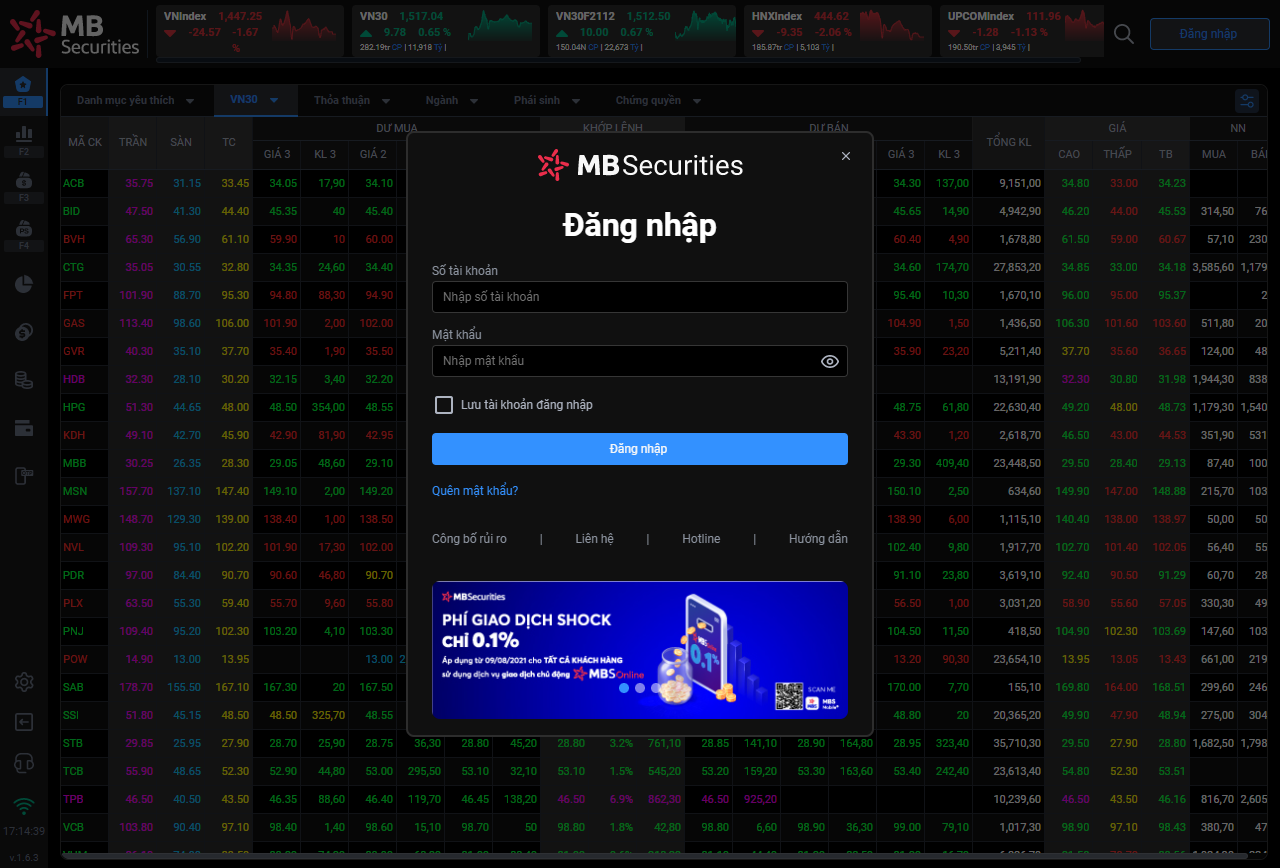 MB Securities
VNIndex 1,447.25
-24.57 -1.67 %
VN30 1,517.04
9.78 0.65 %
282.19tr CP | 11,918 Tỷ |
VN30F2112 1,512.50
10.00 0.67 %
150.04N CP | 22,673 Tỷ |
HNXIndex 444.62
-9.35 -2.06 %
185.87tr CP | 5,103 Tỷ |
UPCOMIndex 111.96
-1.28 -1.13 %
190.50tr CP | 3,945 Tỷ |
Đăng nhập
F1
F2
F3
F4
Danh mục yêu thích VN30 Thỏa thuận Ngành Phái sinh Chứng quyền
MÃ CK TRẦN SÀN TC DƯ MUA KHỚP LỆNH DƯ BÁN TỔNG KL GIÁ NN
GIÁ 3 KL 3 GIÁ 2 GIÁ 3 KL 3 CAO THẤP TB MUA
ACB 35.75 31.15 33.45 34.05 17,90 34.10 34.30 137,00 9,151,00 34.80 33.00 34.23
BID 47.50 41.30 44.40 45.35 40 45.40 45.65 14,90 4,942,90 46.20 44.00 45.53 314,50 76
BVH 65.30 56.90 61.10 59.90 10 60.00 60.40 4,90 1,678,80 61.50 59.00 60.67 57,10 230
CTG 35.05 30.55 32.80 34.35 24,60 34.40 34.60 174,70 27,853,20 34.85 33.00 34.18 3,585,60 1,179
FPT 101.90 88.70 95.30 94.80 88,30 94.90 95.40 10,30 1,670,10 96.00 95.00 95.37 2
GAS 113.40 98.60 106.00 101.90 2,00 102.00 104.90 1,50 1,436,50 106.30 101.60 103.60 511,80 20
GVR 40.30 35.10 37.70 35.40 1,90 35.50 35.90 23,20 5,211,40 37.70 35.60 36.65 124,00 48
HDB 32.30 28.10 30.20 32.15 3,40 32.20 13,191,90 32.30 30.80 31.98 1,944,30 838
HPG 51.30 44.65 48.00 48.50 354,00 48.55 48.75 61,80 22,630,40 49.20 48.00 48.73 1,179,30 1,540
KDH 49.10 42.70 45.90 42.90 81,90 42.95 43.30 1,20 2,618,70 46.50 43.00 44.53 351,90 531
MBB 30.25 26.35 28.30 29.05 48,60 29.10 29.30 409,40 23,448,50 29.50 28.40 29.13 87,40 100
MSN 157.70 137.10 147.40 149.10 2,00 149.20 150.10 2,50 634,60 149.90 147.00 148.88 215,70 103
MWG 148.70 129.30 139.00 138.40 1,00 138.50 138.90 6,00 1,115,10 140.40 138.00 138.97 50,00 50
NVL 109.30 95.10 102.20 101.90 17,30 102.00 102.40 9,80 1,917,70 102.70 101.40 102.05 56,40 55
PDR 97.00 84.40 90.70 90.60 46,80 90.70 91.10 23,80 3,619,10 92.40 90.50 91.29 60,70 28
PLX 63.50 55.30 59.40 55.70 9,60 55.80 56.50 1,00 3,031,20 58.90 55.60 57.05 330,30 49
PNJ 109.40 95.20 102.30 103.20 4,10 103.30 104.50 11,50 418,50 104.90 102.30 103.69 147,60 103
POW 14.90 13.00 13.95 13.00 2 13.20 90,30 23,654,10 13.95 13.05 13.43 661,00 219
SAB 178.70 155.50 167.10 167.30 20 167.50 170.00 7,70 155,10 169.80 164.00 168.51 299,60 246
SSI 51.80 45.15 48.50 48.50 325,70 48.55 48.80 20 20,365,20 49.90 47.90 48.94 275,00 304
STB 29.85 25.95 27.90 28.70 25,90 28.75 36,30 28.80 45,20 28.80 3.2% 761,10 28.85 141,10 28.90 164,80 28.95 323,40 35,710,30 29.50 27.90 28.80 1,682,50 1,798
TCB 55.90 48.65 52.30 52.90 44,80 53.00 295,50 53.10 32,10 53.10 1.5% 545,20 53.20 159,20 53.30 163,60 53.40 242,40 23,613,40 54.80 52.30 53.51
TPB 46.50 40.50 43.50 46.35 88,60 46.40 119,70 46.45 138,20 46.50 6.9% 862,30 46.50 925,20 10,239,60 46.50 43.50 46.16 816,70 2,605
VCB 103.80 90.40 97.10 98.40 1,40 98.60 15,10 98.70 50 98.80 1.8% 42,80 98.80 6,60 98.90 36,30 99.00 79,10 1,017,30 98.90 97.10 98.43 380,70 47
17:14:39
v.1.6.3
MBSecurities
Đăng nhập
Số tài khoản
Nhập số tài khoản
Mật khẩu
Nhập mật khẩu
Lưu tài khoản đăng nhập
Đăng nhập
Quên mật khẩu?
Công bố rủi ro | Liên hệ | Hotline | Hướng dẫn
MBSecurities
PHÍ GIAO DỊCH SHOCK
CHỈ 0.1%
Áp dụng từ 09/08/2021 cho TẤT CẢ KHÁCH HÀNG
sử dụng dịch vụ giao dịch chủ động MBS Online
0.1%
SCAN ME
MBS
Mobile